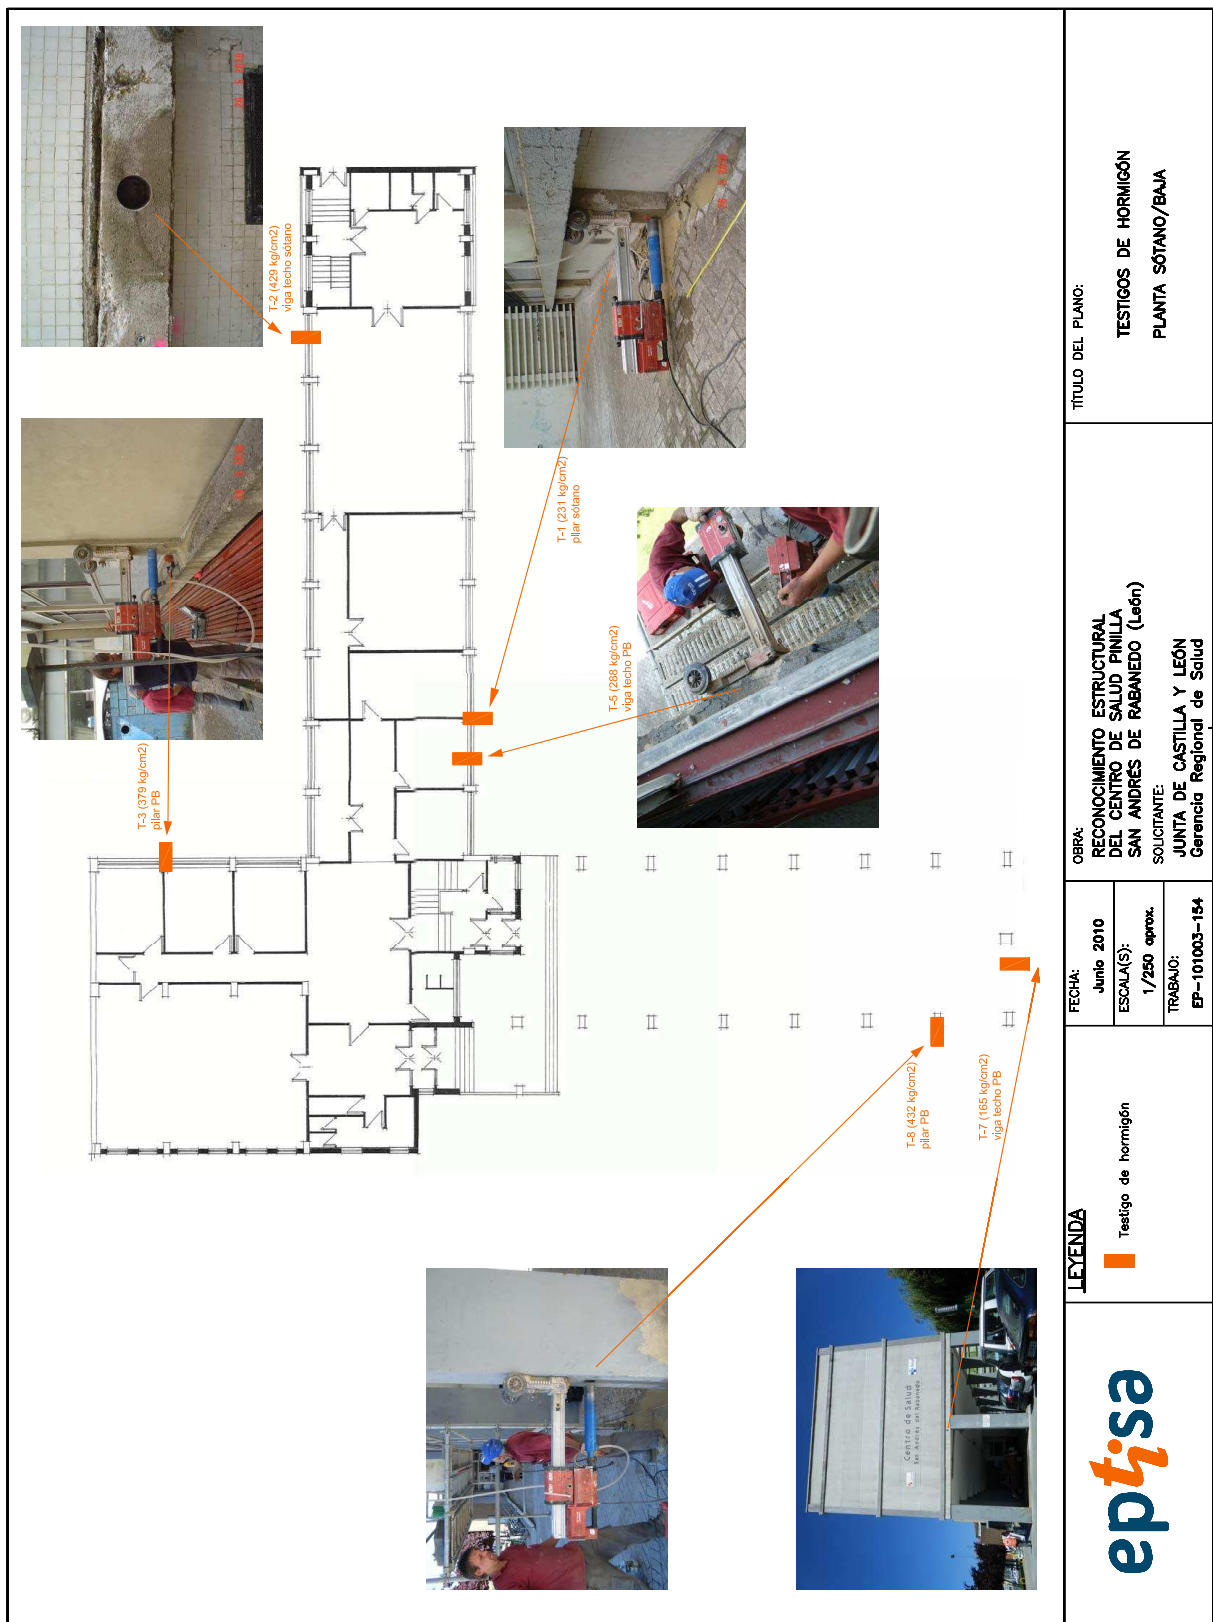 T-2 (429 kg/cm2)
viga techo sótano
T-1 (231 kg/cm2)
pilar sótano
T-3 (379 kg/cm2)
pilar PB
T-5 (288 kg/cm2)
viga techo PB
T-8 (432 kg/cm2)
pilar PB
T-7 (165 kg/cm2)
viga techo PB
Centro de Salud
San Andrés del Rabanedo
eptisa
LEYENDA
Testigo de hormigón
FECHA:
Junio 2010
ESCALA(S):
1/250 aprox.
TRABAJO:
EP-101003-154
OBRA:
RECONOCIMIENTO ESTRUCTURAL
DEL CENTRO DE SALUD PINILLA
SAN ANDRÉS DE RABANEDO (León)
SOLICITANTE:
JUNTA DE CASTILLA Y LEÓN
Gerencia Regional de Salud
TÍTULO DEL PLANO:
TESTIGOS DE HORMIGÓN
PLANTA SÓTANO/BAJA